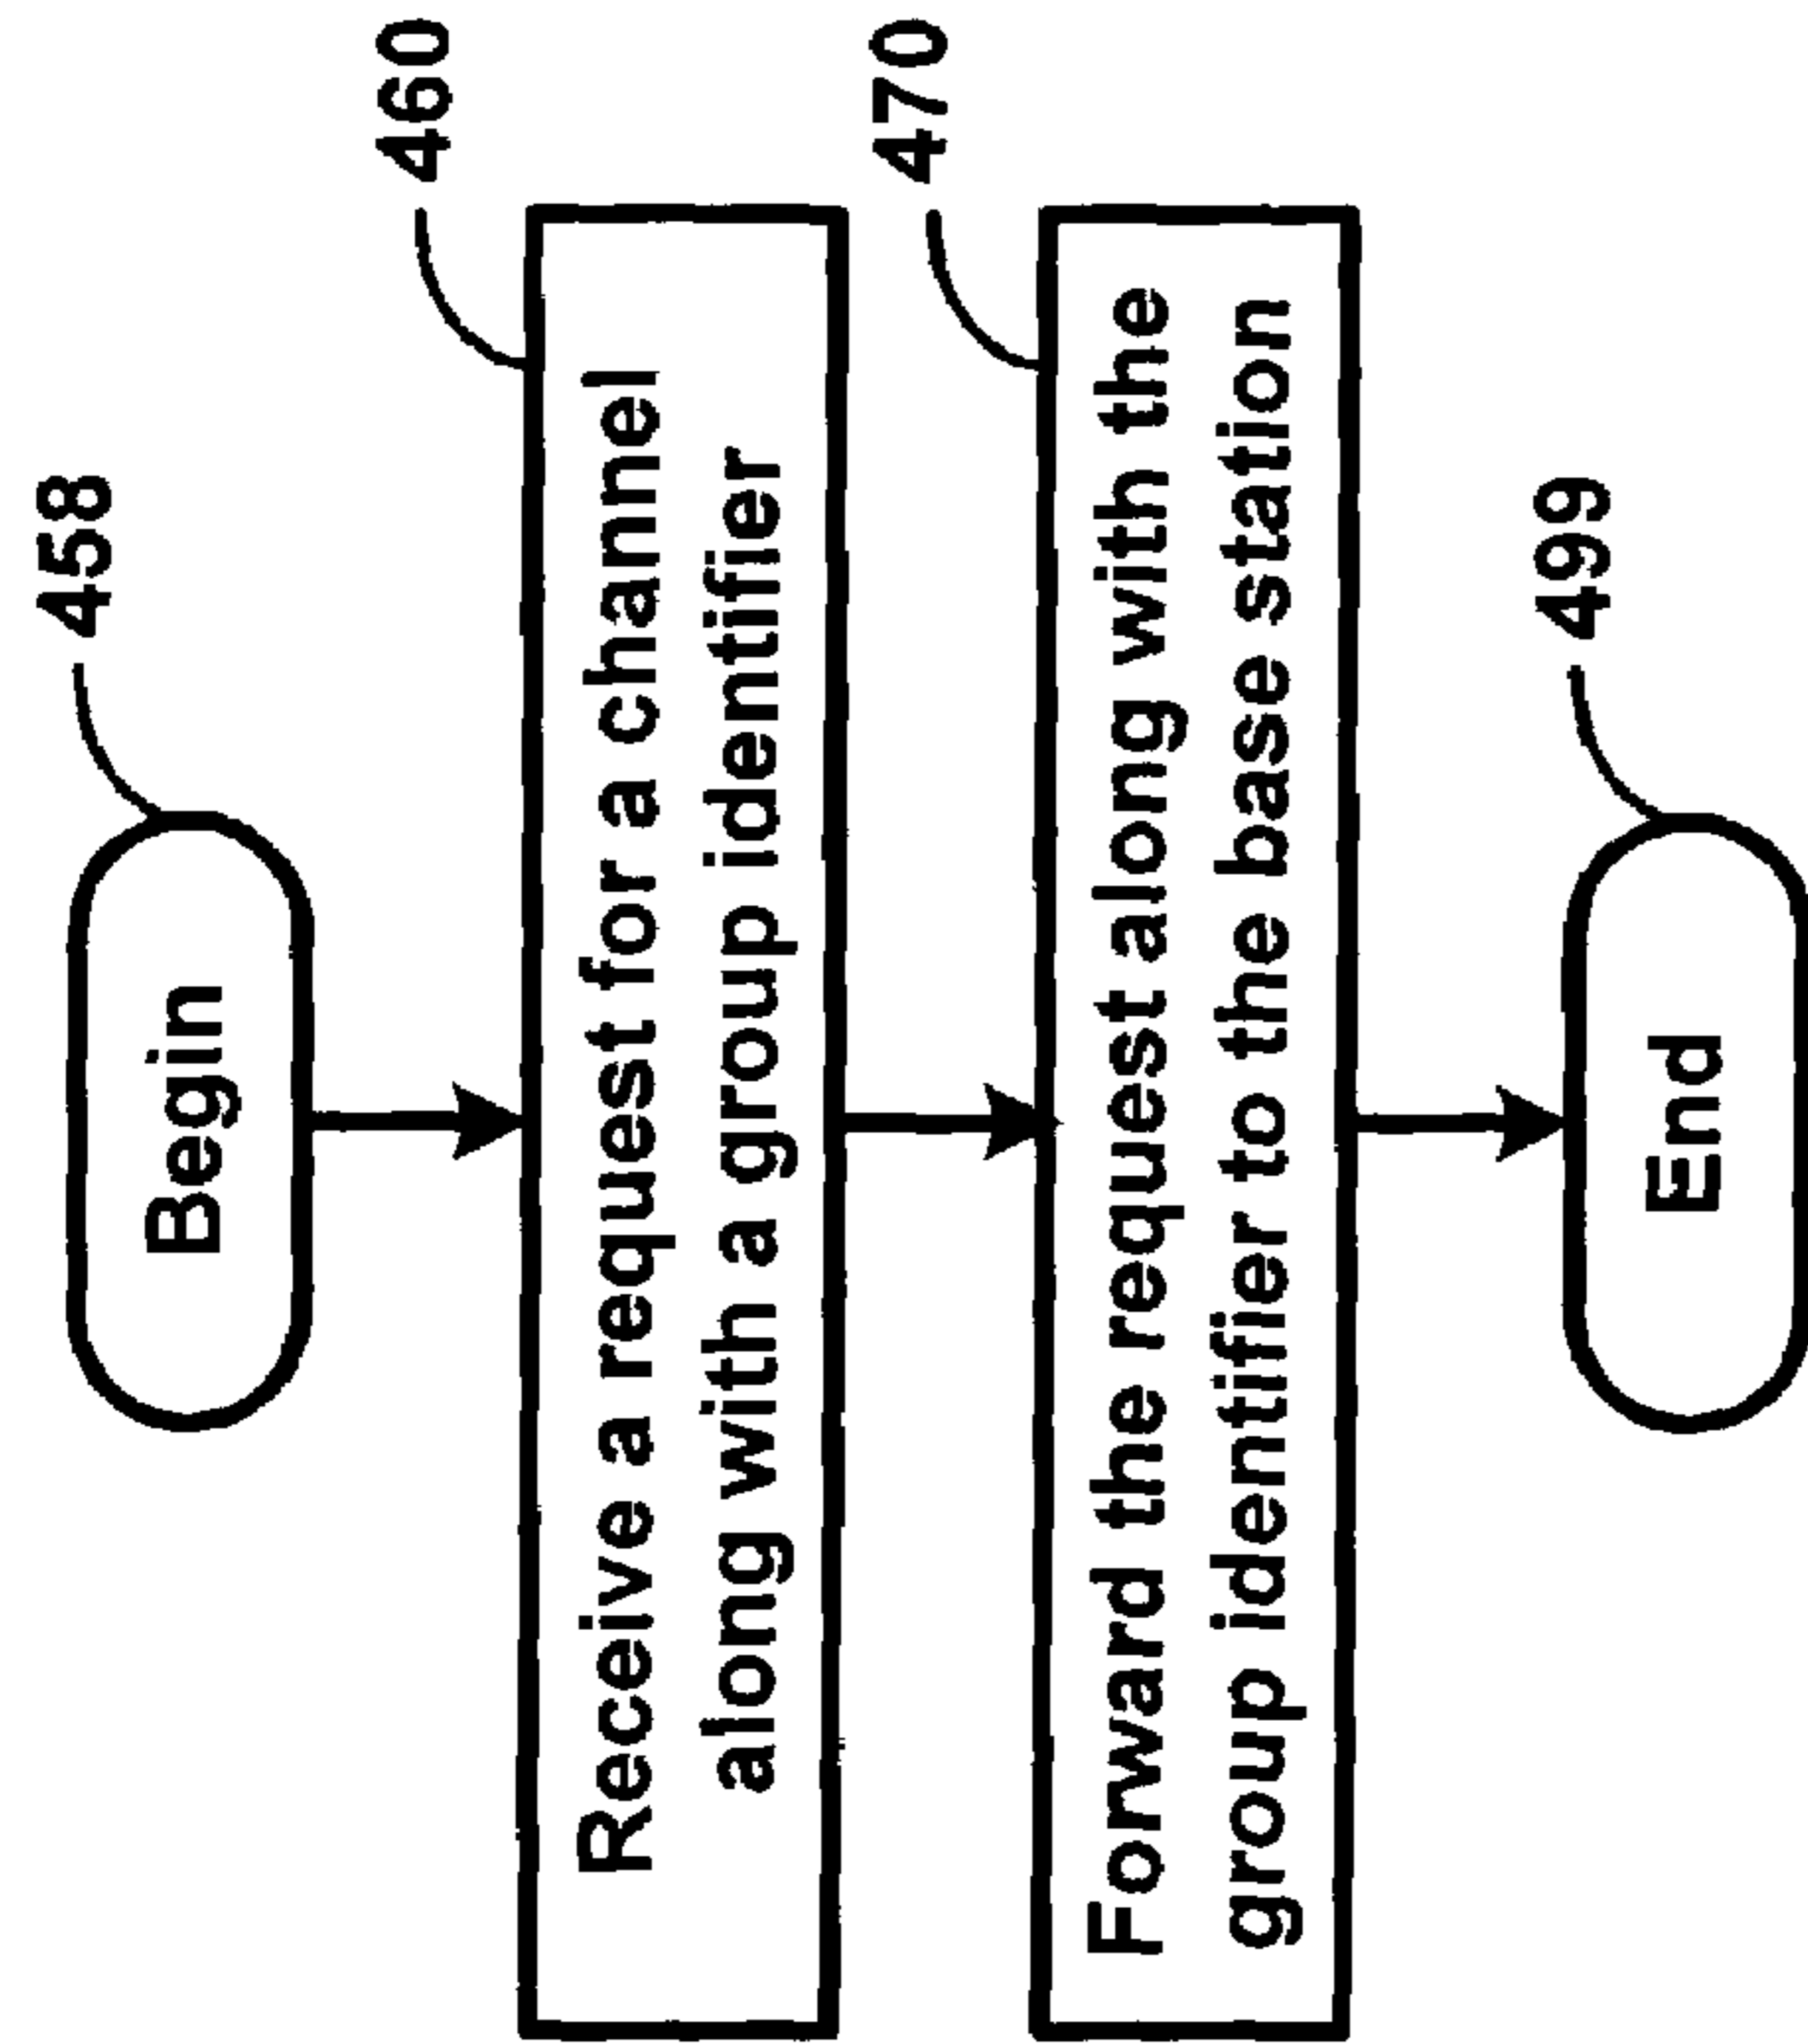 458
Begin
460
Receive a request for a channel
along with a group identifier
470
Forward the request along with the
group identifier to the base station
499
End